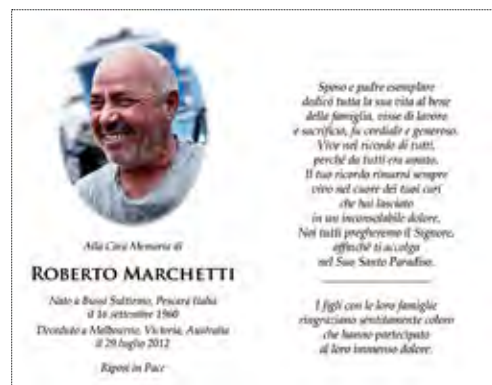 Alla Cara Memoria di
ROBERTO MARCHETTI
Nato a Bussi Sultirino, Pescara Italia
il 16 settembre 1960
Deceduto a Melbourne, Victoria, Australia
il 29 luglio 2012
Riposi in Pace
Sposo e padre esemplare
dedicò tutta la sua vita al bene
della famiglia, visse di lavoro
e sacrificio, fu cordiale e generoso.
Vive nel ricordo di tutti,
perché da tutti era amato.
Il tuo ricordo rimarrà sempre
vivo nel cuore dei tuoi cari
che hai lasciato
in un inconsolabile dolore.
Noi tutti pregheremo il Signore,
affinché ti accolga
nel Suo Santo Paradiso.
I figli con le loro famiglie
ringraziano sentitamente coloro
che hanno partecipato
al loro immenso dolore.